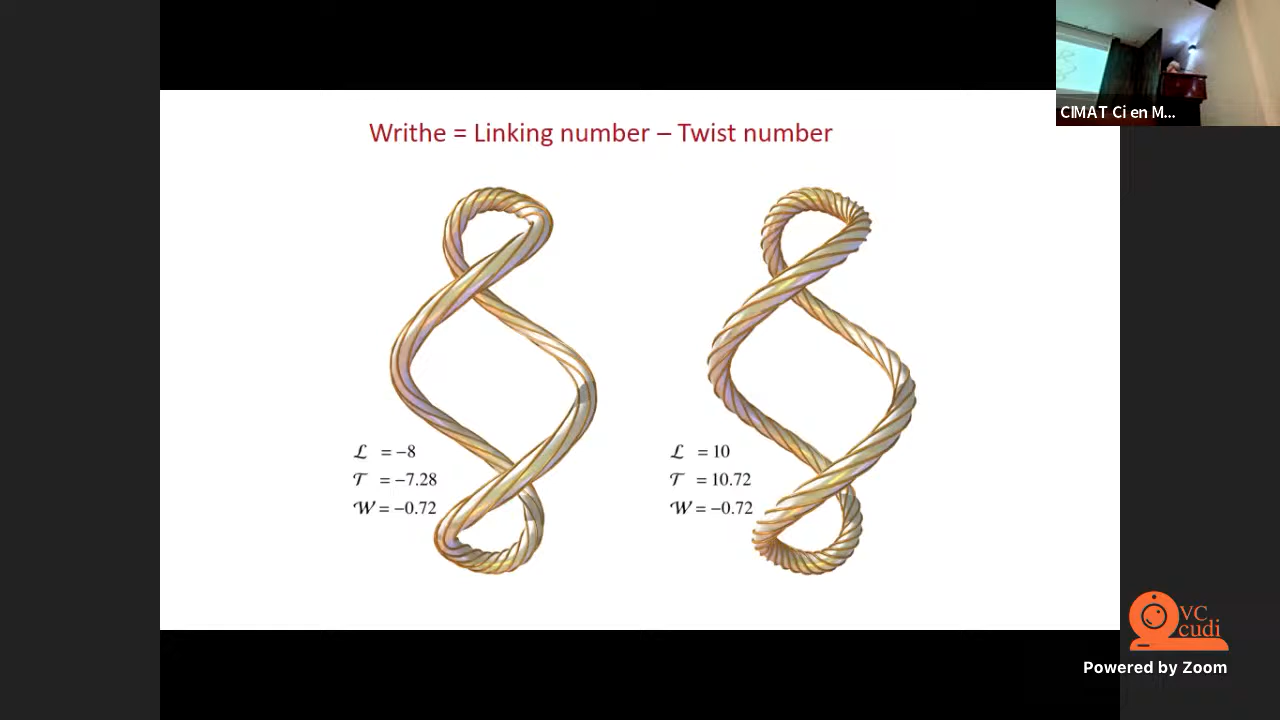 CIMAT Ci en M...
Writhe = Linking number – Twist number
ℒ = −8
𝒯 = −7.28
𝒲 = −0.72
ℒ = 10
𝒯 = 10.72
𝒲 = −0.72
VC
cudi
Powered by Zoom